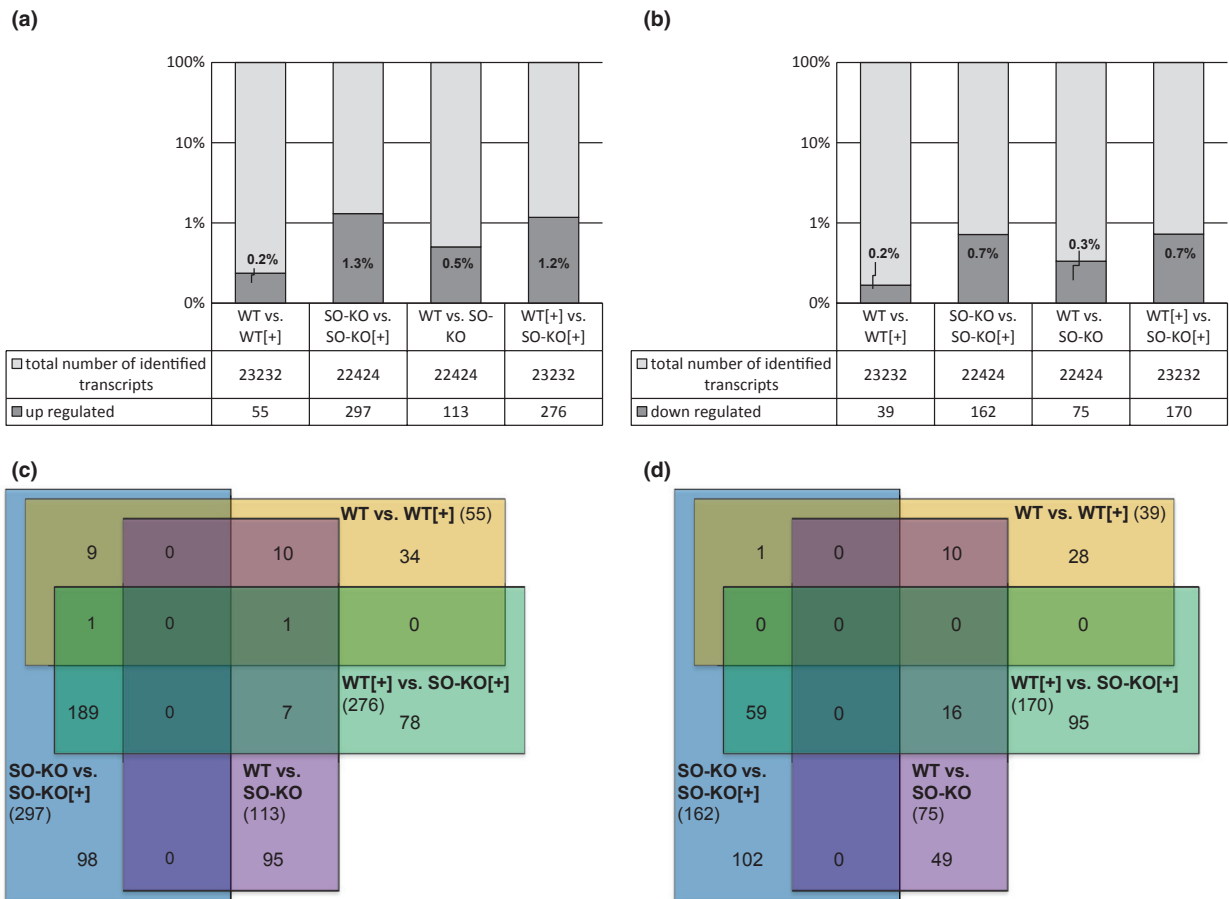 (a)
100%
10%
1%
0%
0.2%
1.3%
0.5%
1.2%
WT vs. WT[+]
SO-KO vs. SO-KO[+]
WT vs. SO-KO
WT[+] vs. SO-KO[+]
total number of identified transcripts 23232 22424 22424 23232
up regulated 55 297 113 276
(b)
100%
10%
1%
0%
0.2%
0.7%
0.3%
0.7%
WT vs. WT[+]
SO-KO vs. SO-KO[+]
WT vs. SO-KO
WT[+] vs. SO-KO[+]
total number of identified transcripts 23232 22424 22424 23232
down regulated 39 162 75 170
(c)
WT vs. WT[+] (55)
9 0 10 34
1 0 1 0
WT[+] vs. SO-KO[+]
(276)
189 0 7 78
SO-KO vs.
SO-KO[+]
(297)
WT vs.
SO-KO
(113)
98 0 95
(d)
WT vs. WT[+] (39)
1 0 10 28
0 0 0 0
WT[+] vs. SO-KO[+]
(170)
59 0 16 95
SO-KO vs.
SO-KO[+]
(162)
WT vs.
SO-KO
(75)
102 0 49